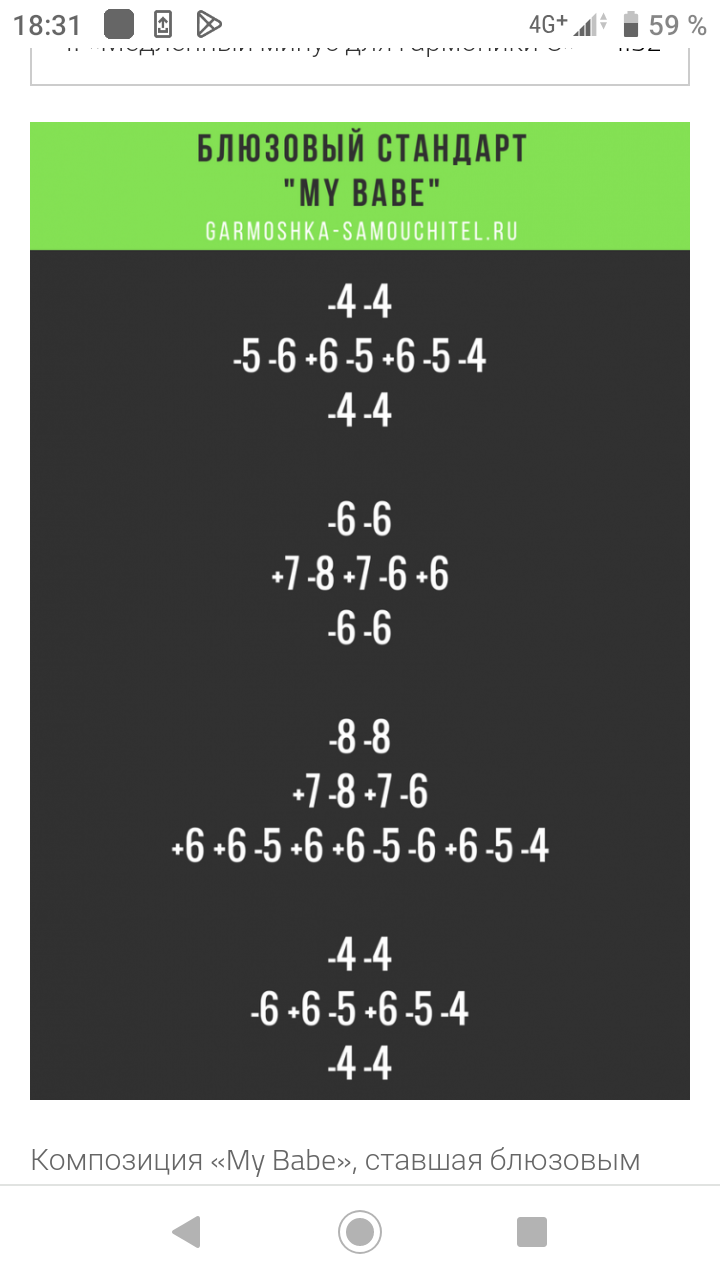 18:31 4G+ 59 %
БЛЮЗОВЫЙ СТАНДАРТ
"MY BABE"
GARMOSHKA-SAMOUCHITEL.RU
-4 -4
-5 -6 +6 -5 +6 -5 -4
-4 -4
-6 -6
+7 -8 +7 -6 +6
-6 -6
-8 -8
+7 -8 +7 -6
+6 +6 -5 +6 +6 -5 -6 +6 -5 -4
-4 -4
-6 +6 -5 +6 -5 -4
-4 -4
Композиция «My Babe», ставшая блюзовым